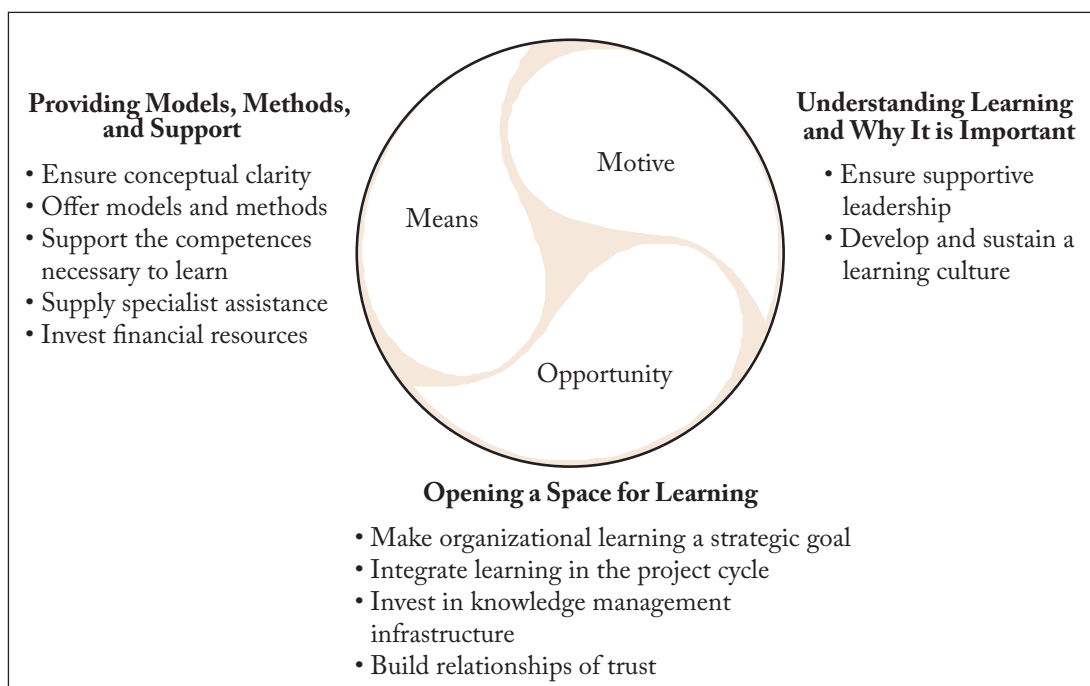 Providing Models, Methods,
and Support
• Ensure conceptual clarity
• Offer models and methods
• Support the competences
necessary to learn
• Supply specialist assistance
• Invest financial resources
Means
Motive
Opportunity
Understanding Learning
and Why It is Important
• Ensure supportive
leadership
• Develop and sustain a
learning culture
Opening a Space for Learning
• Make organizational learning a strategic goal
• Integrate learning in the project cycle
• Invest in knowledge management
infrastructure
• Build relationships of trust